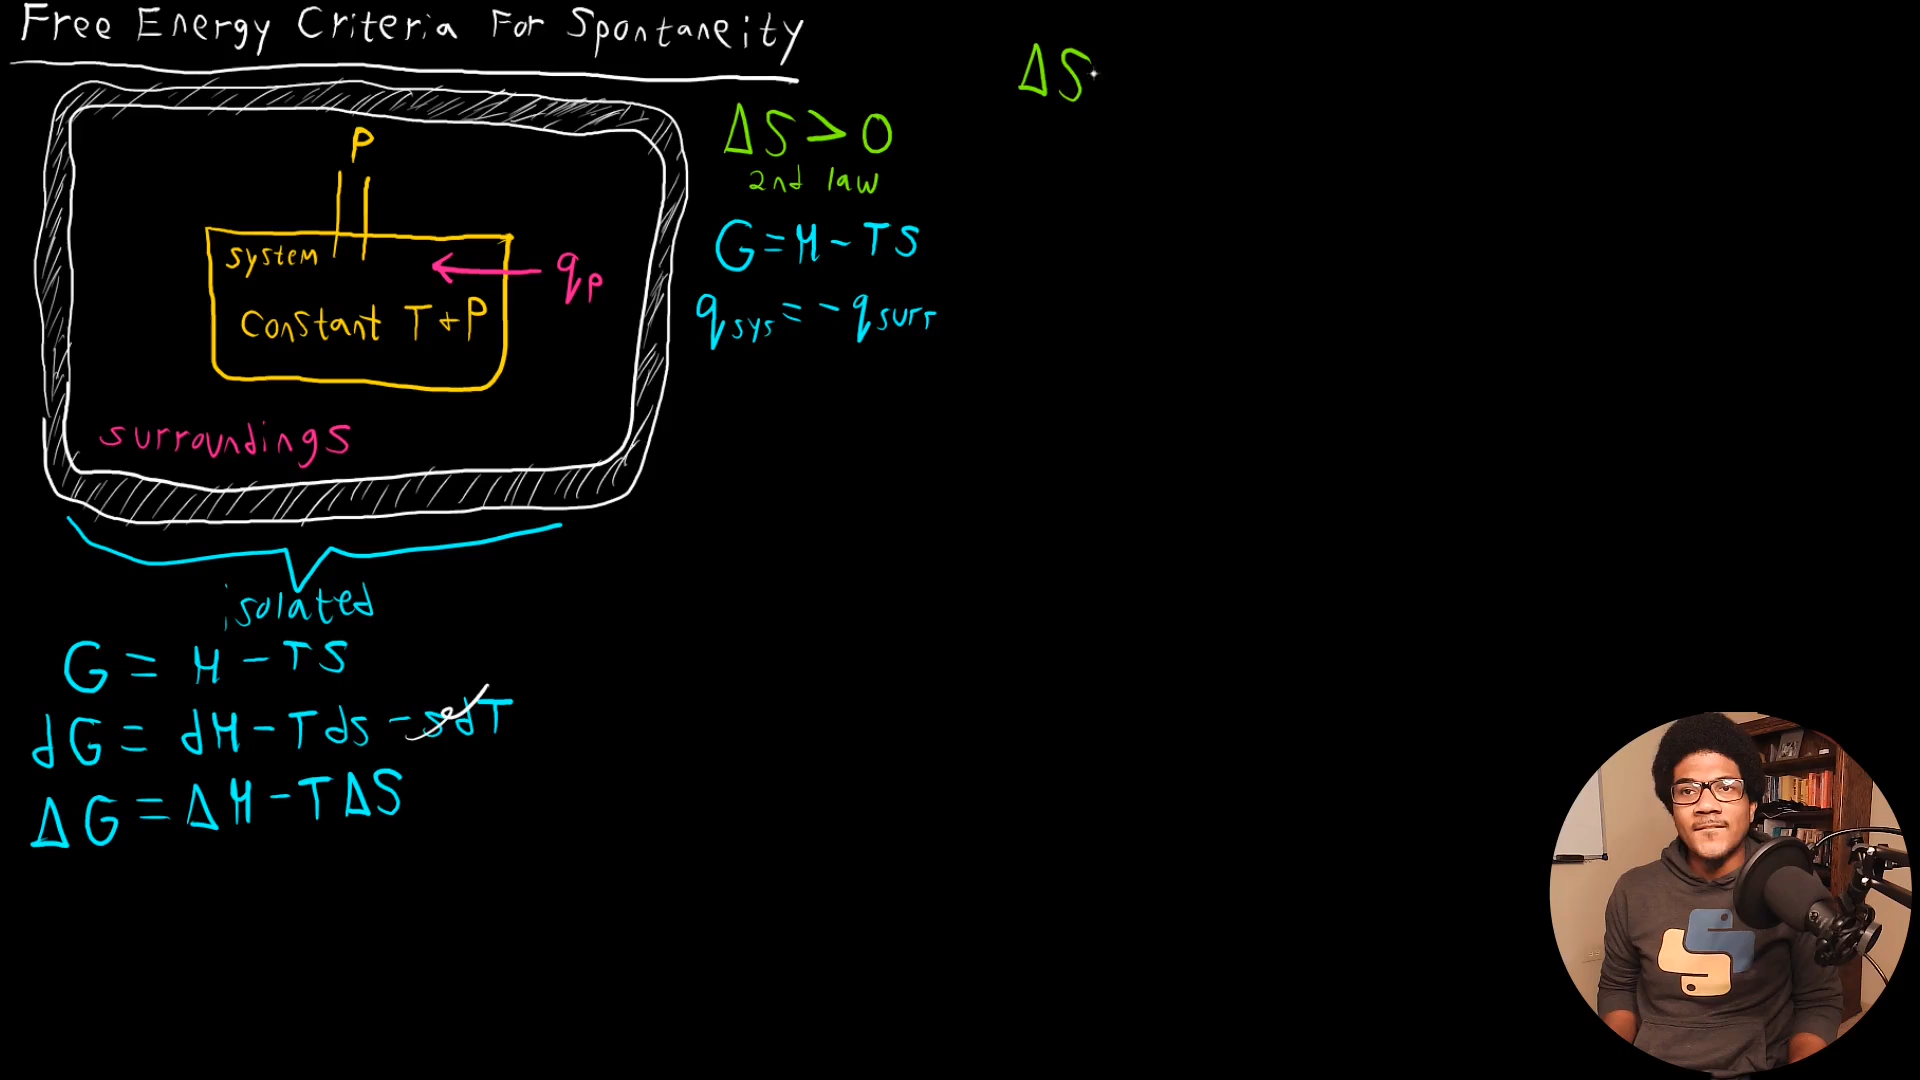 Free Energy Criteria For Spontaneity
P
system
Constant T + P
qP
surroundings
isolated
G = H - TS
dG = dH - Tds - sdT
ΔG = ΔH - TΔS
ΔS > 0
2nd law
G = H - TS
qsys = - qsurr
ΔS